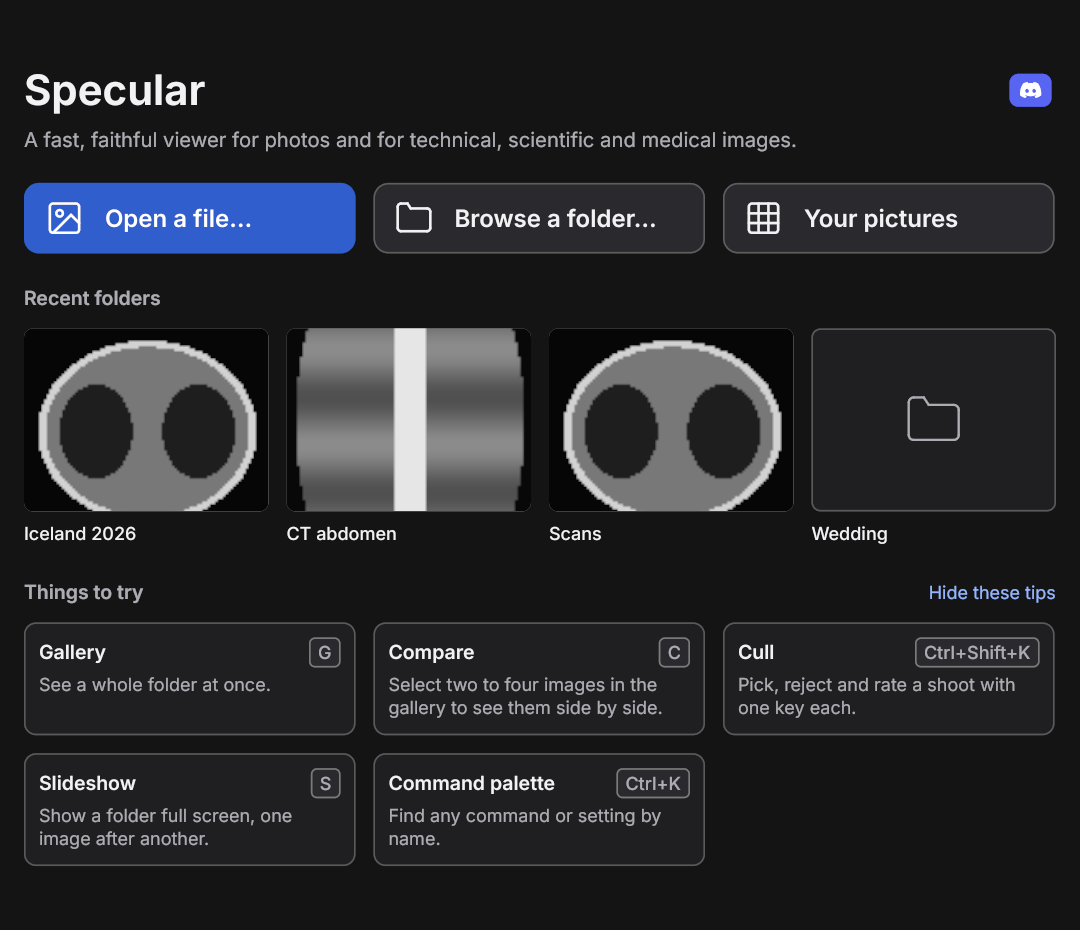 Specular
A fast, faithful viewer for photos and for technical, scientific and medical images.
Open a file...
Browse a folder...
Your pictures
Recent folders
Iceland 2026
CT abdomen
Scans
Wedding
Things to try
Hide these tips
Gallery
G
See a whole folder at once.
Compare
C
Select two to four images in the
gallery to see them side by side.
Cull
Ctrl+Shift+K
Pick, reject and rate a shoot with
one key each.
Slideshow
S
Show a folder full screen, one
image after another.
Command palette
Ctrl+K
Find any command or setting by
name.